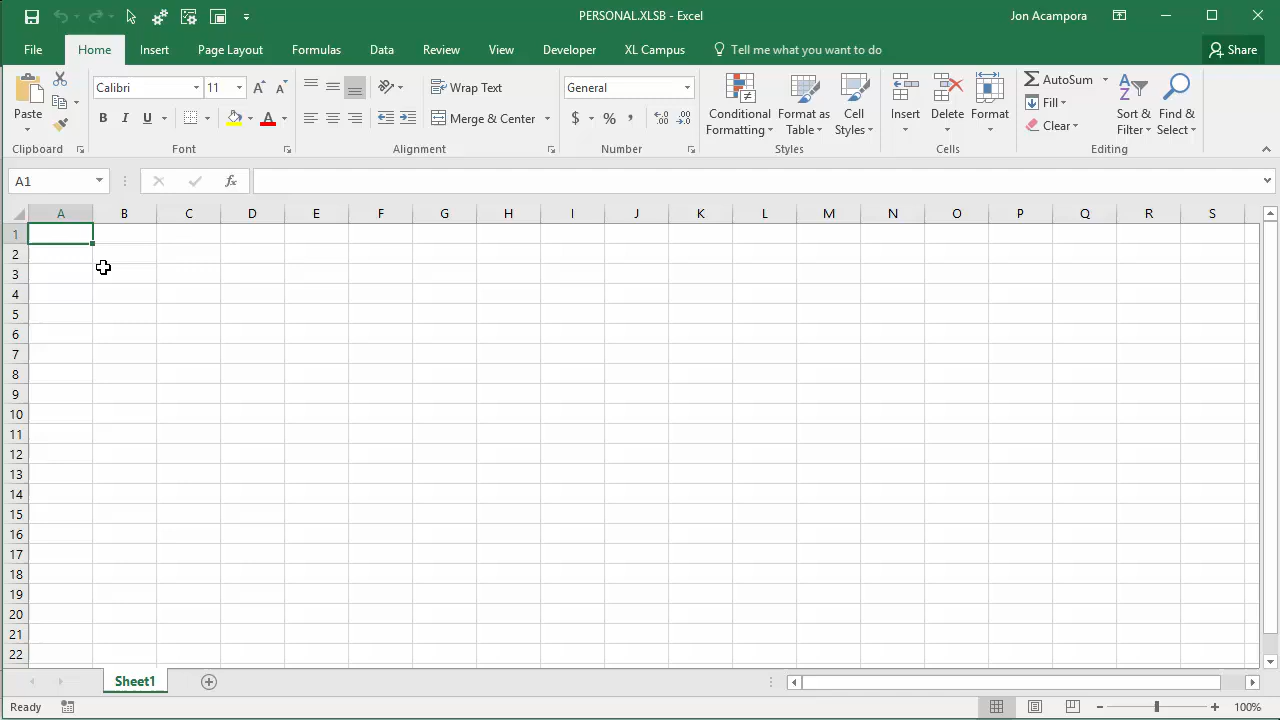 PERSONAL.XLSB - Excel
Jon Acampora
File Home Insert Page Layout Formulas Data Review View Developer XL Campus Tell me what you want to do Share
Calibri 11 Wrap Text General AutoSum
Paste B I U Merge & Center $ % , Conditional Formatting Format as Table Cell Styles Insert Delete Format Fill Clear Sort & Filter Find & Select
Clipboard Font Alignment Number Styles Cells Editing
A1 fx
A B C D E F G H I J K L M N O P Q R S
1
2
3
4
5
6
7
8
9
10
11
12
13
14
15
16
17
18
19
20
21
22
Sheet1
Ready 100%